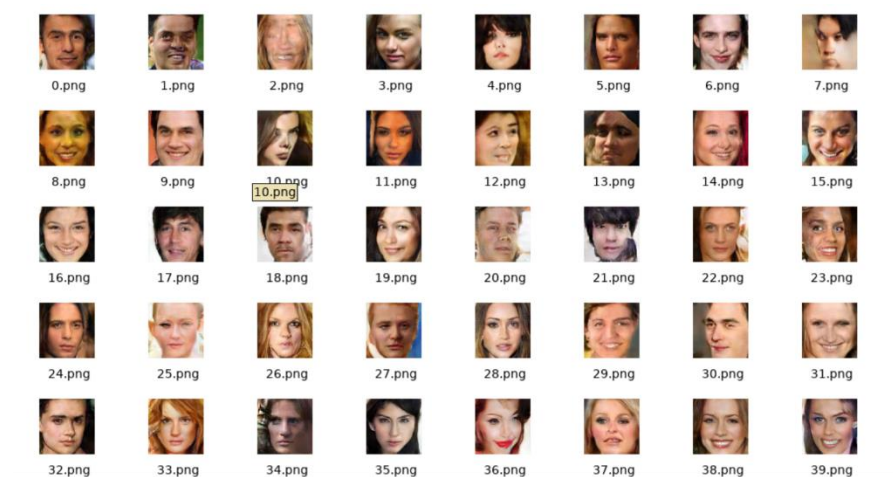 0.png 1.png 2.png 3.png 4.png 5.png 6.png 7.png
8.png 9.png 10.png 11.png 12.png 13.png 14.png 15.png
10.png
16.png 17.png 18.png 19.png 20.png 21.png 22.png 23.png
24.png 25.png 26.png 27.png 28.png 29.png 30.png 31.png
32.png 33.png 34.png 35.png 36.png 37.png 38.png 39.png